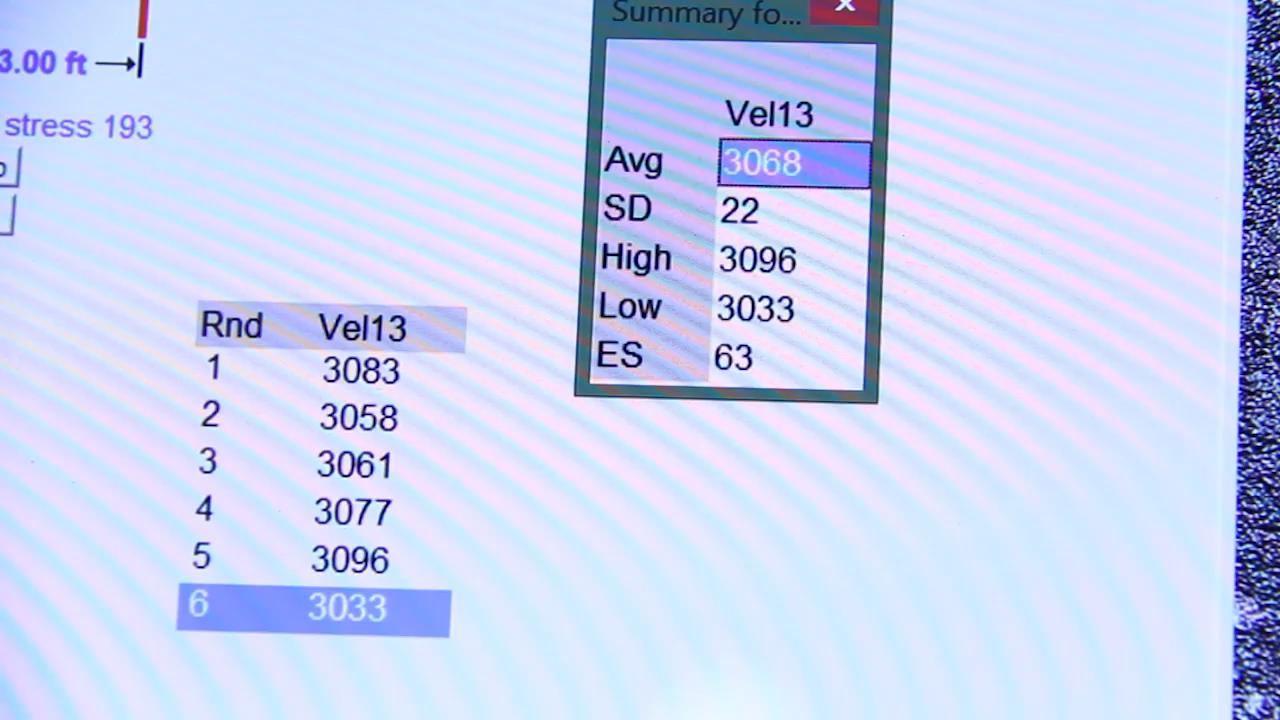 Summary fo... x
3.00 ft
stress 193
Vel13
Avg 3068
SD 22
High 3096
Low 3033
ES 63
Rnd Vel13
1 3083
2 3058
3 3061
4 3077
5 3096
6 3033